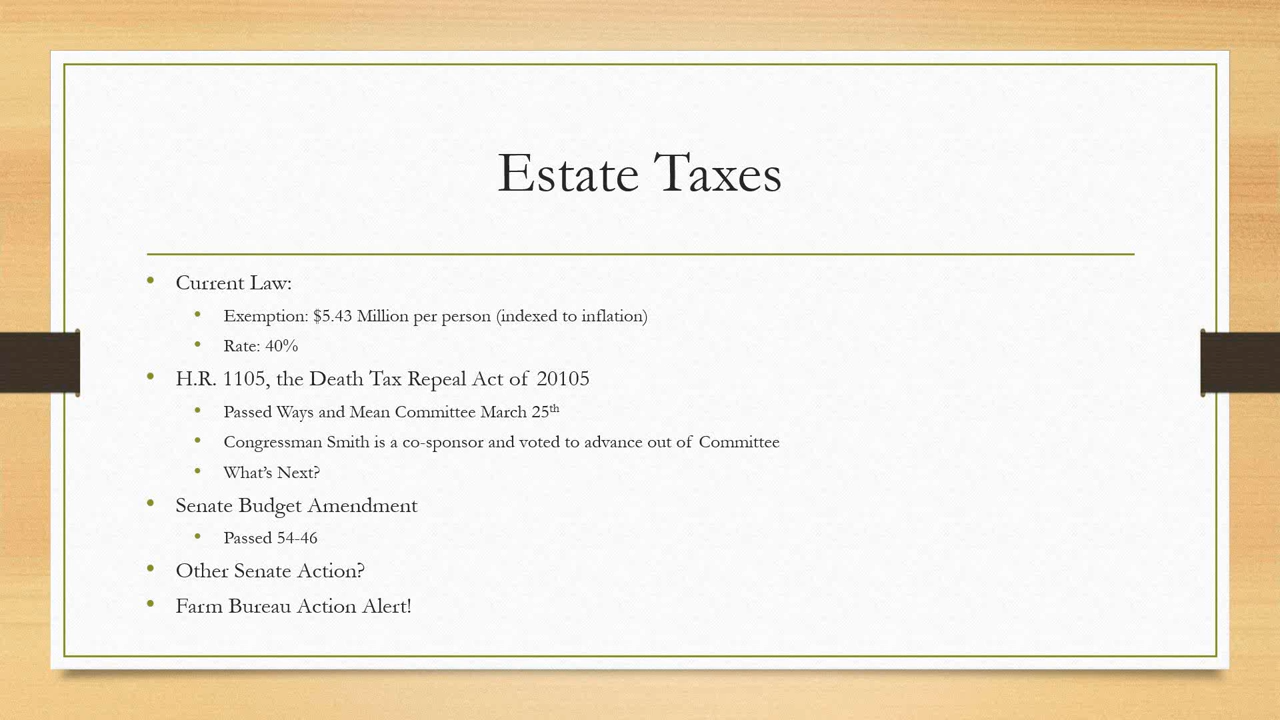 Estate Taxes
Current Law:
Exemption: $5.43 Million per person (indexed to inflation)
Rate: 40%
H.R. 1105, the Death Tax Repeal Act of 20105
Passed Ways and Mean Committee March 25th
Congressman Smith is a co-sponsor and voted to advance out of Committee
What's Next?
Senate Budget Amendment
Passed 54-46
Other Senate Action?
Farm Bureau Action Alert!